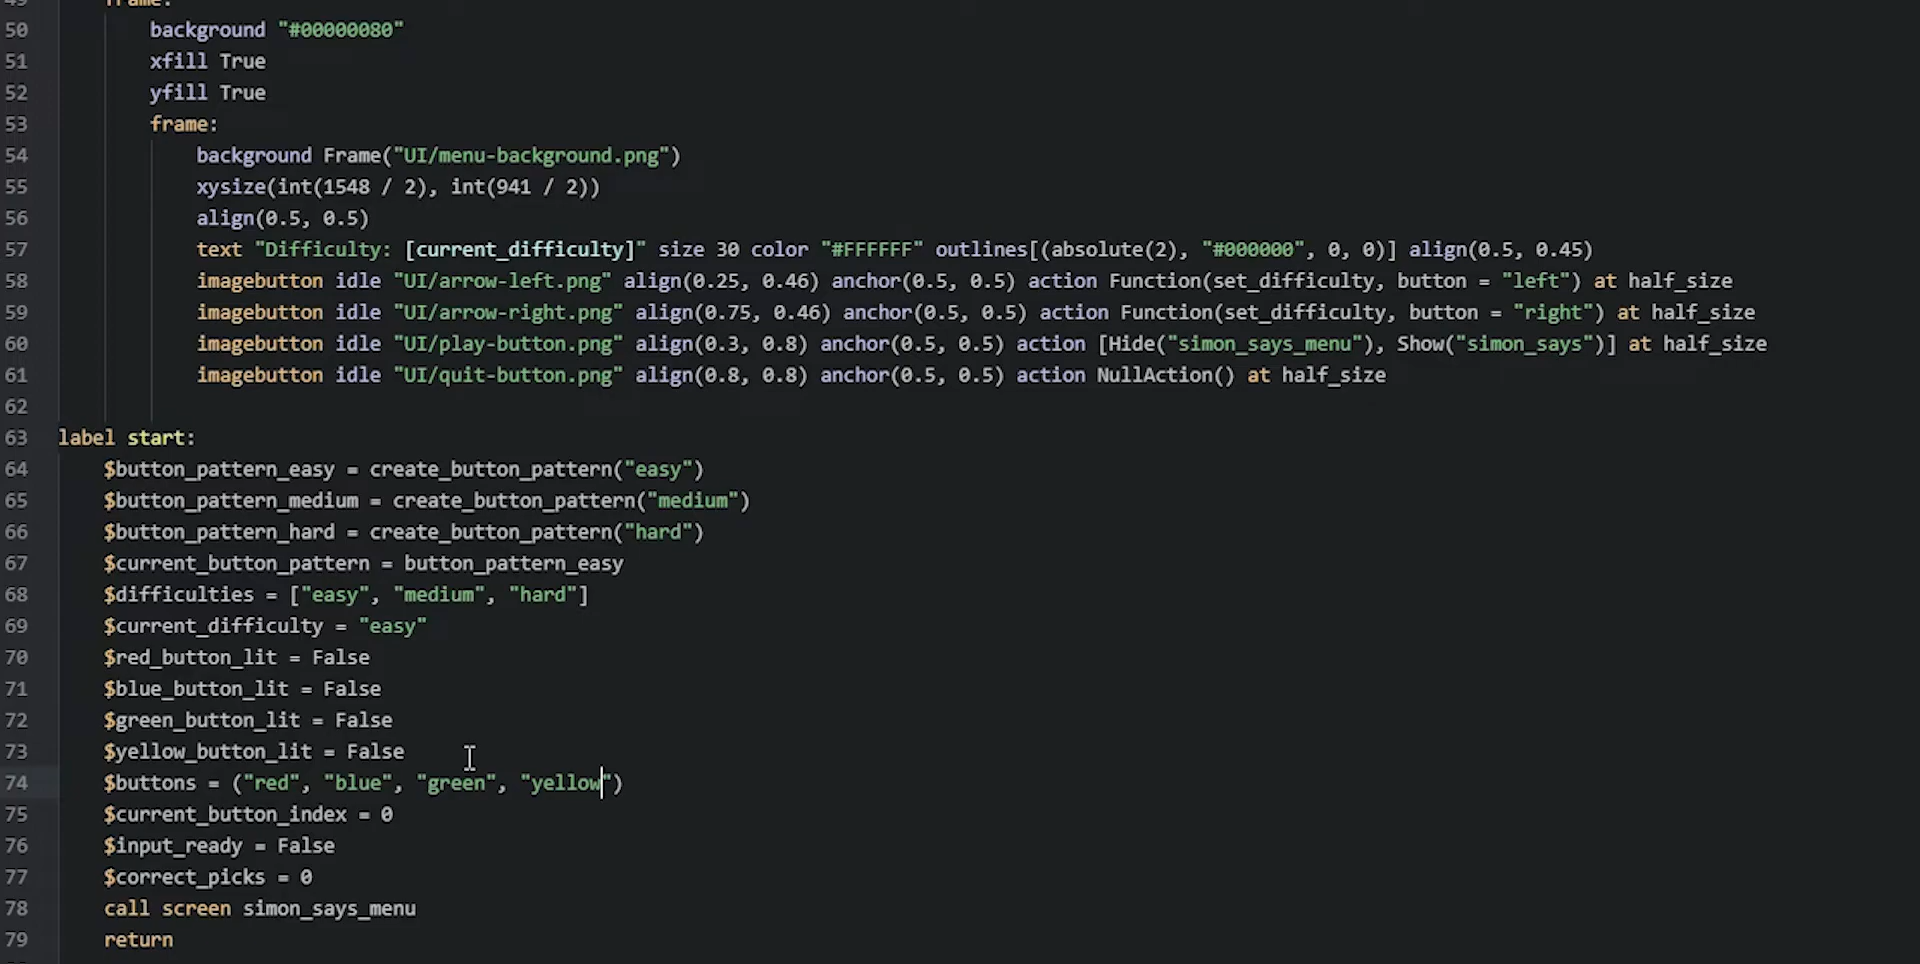 49 frame:
50 background "#00000080"
51 xfill True
52 yfill True
53 frame:
54 background Frame("UI/menu-background.png")
55 xysize(int(1548 / 2), int(941 / 2))
56 align(0.5, 0.5)
57 text "Difficulty: [current_difficulty]" size 30 color "#FFFFFF" outlines[(absolute(2), "#000000", 0, 0)] align(0.5, 0.45)
58 imagebutton idle "UI/arrow-left.png" align(0.25, 0.46) anchor(0.5, 0.5) action Function(set_difficulty, button = "left") at half_size
59 imagebutton idle "UI/arrow-right.png" align(0.75, 0.46) anchor(0.5, 0.5) action Function(set_difficulty, button = "right") at half_size
60 imagebutton idle "UI/play-button.png" align(0.3, 0.8) anchor(0.5, 0.5) action [Hide("simon_says_menu"), Show("simon_says")] at half_size
61 imagebutton idle "UI/quit-button.png" align(0.8, 0.8) anchor(0.5, 0.5) action NullAction() at half_size
62
63 label start:
64 $button_pattern_easy = create_button_pattern("easy")
65 $button_pattern_medium = create_button_pattern("medium")
66 $button_pattern_hard = create_button_pattern("hard")
67 $current_button_pattern = button_pattern_easy
68 $difficulties = ["easy", "medium", "hard"]
69 $current_difficulty = "easy"
70 $red_button_lit = False
71 $blue_button_lit = False
72 $green_button_lit = False
73 $yellow_button_lit = False
74 $buttons = ("red", "blue", "green", "yellow")
75 $current_button_index = 0
76 $input_ready = False
77 $correct_picks = 0
78 call screen simon_says_menu
79 return